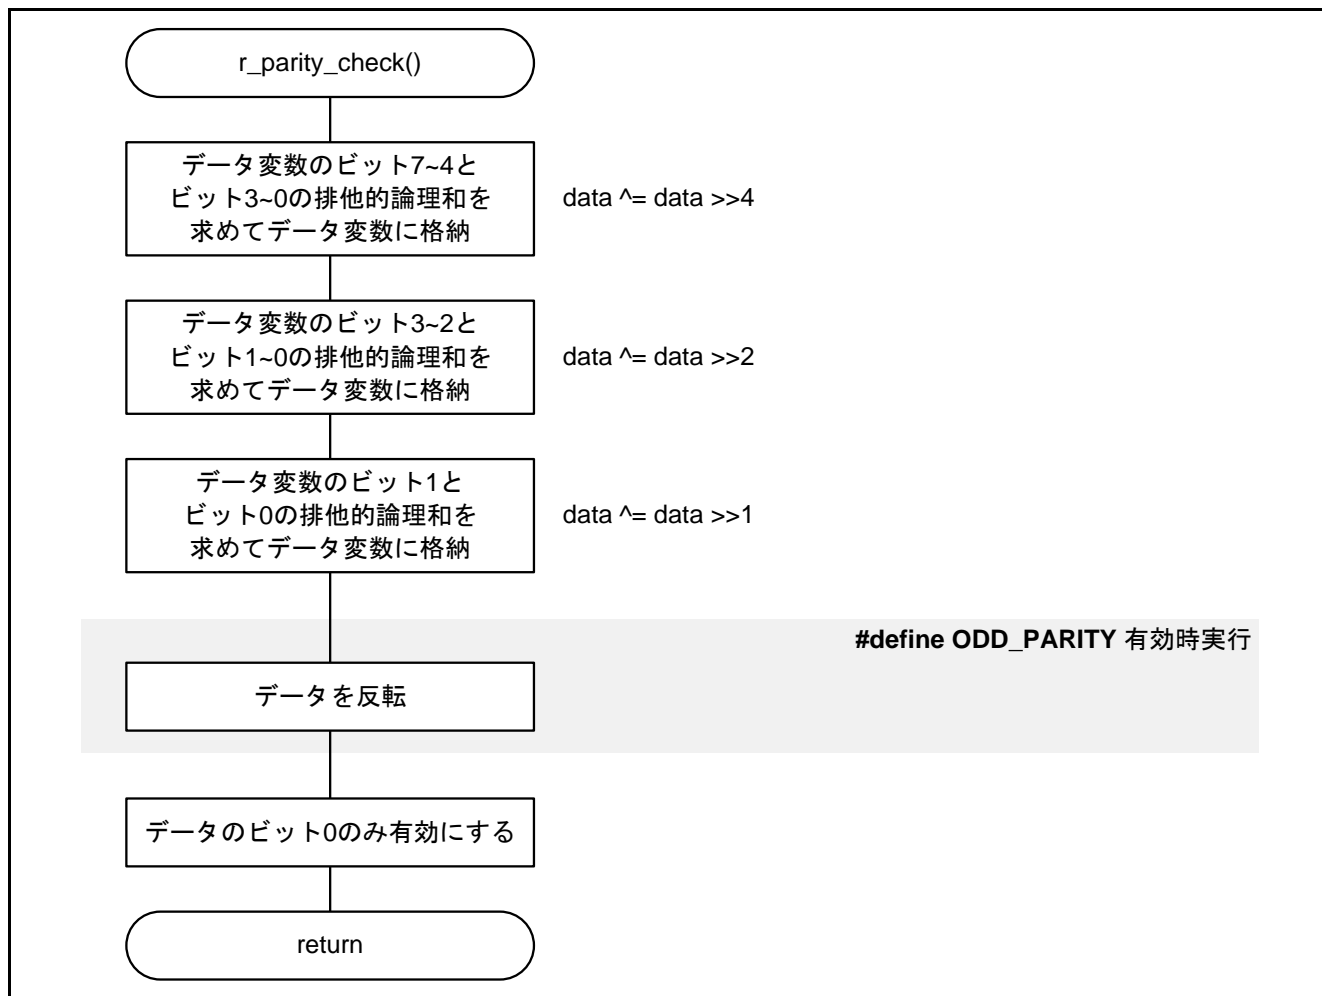 r_parity_check()
データ変数のビット7~4と
ビット3~0の排他的論理和を
求めてデータ変数に格納
data ^= data >>4
データ変数のビット3~2と
ビット1~0の排他的論理和を
求めてデータ変数に格納
data ^= data >>2
データ変数のビット1と
ビット0の排他的論理和を
求めてデータ変数に格納
data ^= data >>1
#define ODD_PARITY 有効時実行
データを反転
データのビット0のみ有効にする
return